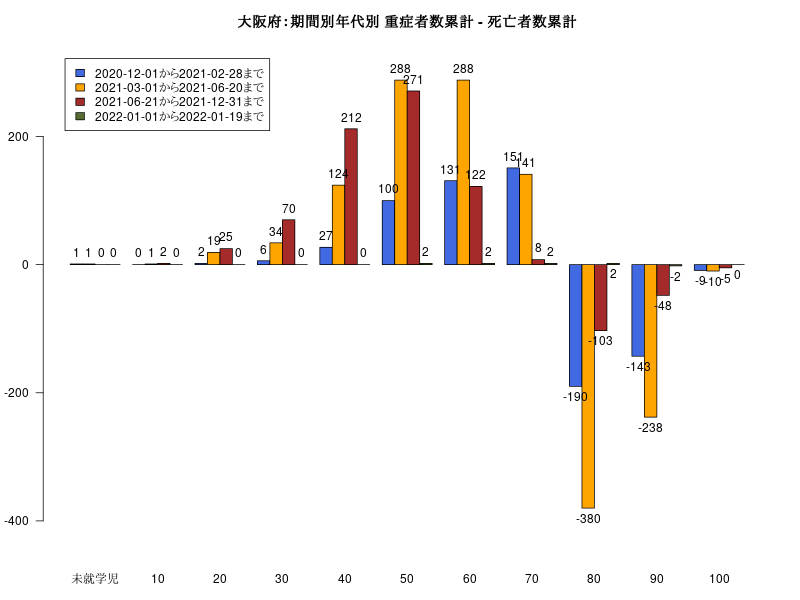 大阪府：期間別年代別 重症者数累計 - 死亡者数累計
2020-12-01から2021-02-28まで
2021-03-01から2021-06-20まで
2021-06-21から2021-12-31まで
2022-01-01から2022-01-19まで
200
0
-200
-400
1 1 0 0
0 1 2 0
2 19 25 0
6 34 70 0
27 124 212 0
100 288 271 2
131 288 122 2
151 141 8 2
-190 -380 -103 2
-143 -238 -48 -2
-9 -10 -5 0
未就学児 10 20 30 40 50 60 70 80 90 100